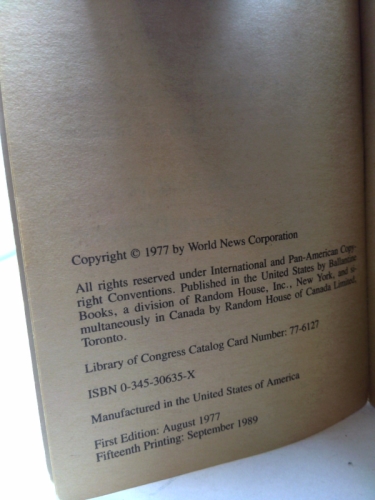 Copyright © 1977 by World News Corporation
All rights reserved under International and Pan-American Copy-
right Conventions. Published in the United States by Ballantine
Books, a division of Random House, Inc., New York, and si-
multaneously in Canada by Random House of Canada Limited,
Toronto.
Library of Congress Catalog Card Number: 77-6127
ISBN 0-345-30635-X
Manufactured in the United States of America
First Edition: August 1977
Fifteenth Printing: September 1989